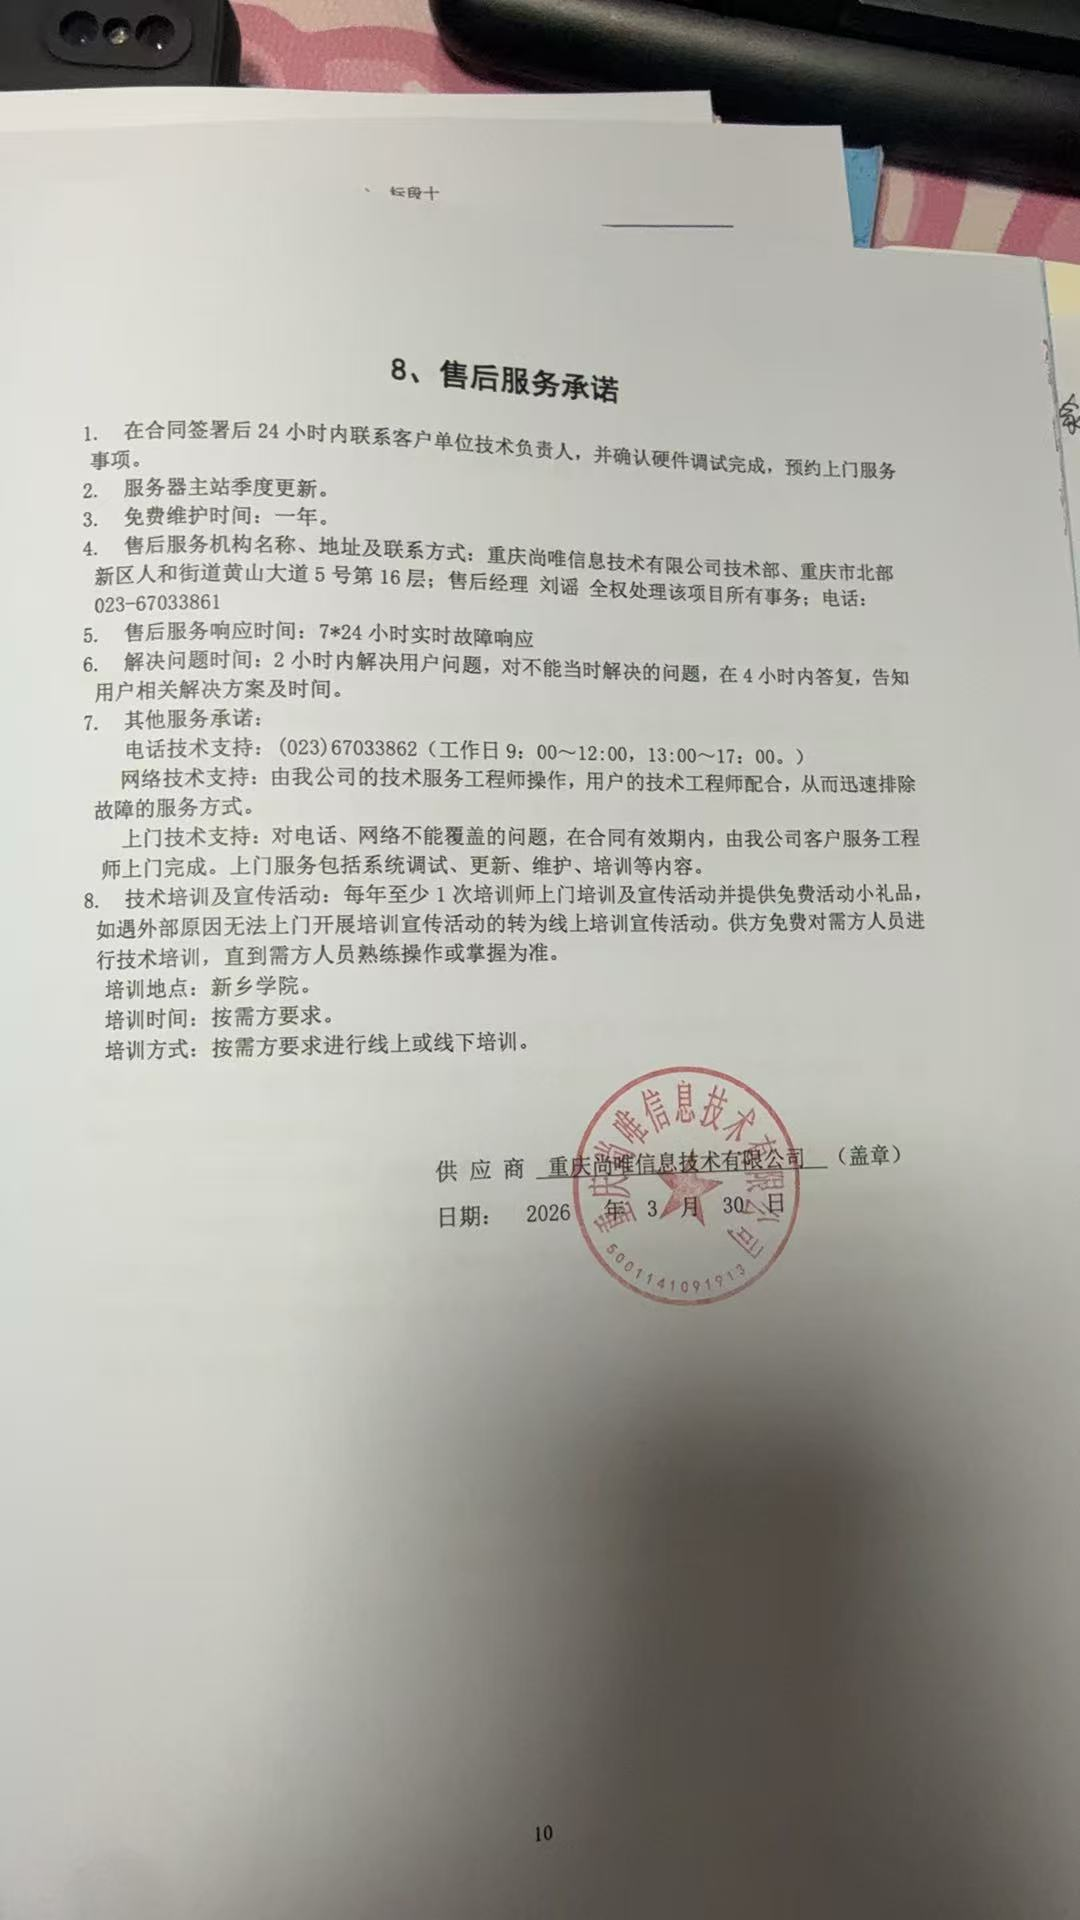 、 标段十
8、售后服务承诺
1. 在合同签署后 24 小时内联系客户单位技术负责人，并确认硬件调试完成，预约上门服务
事项。
2. 服务器主站季度更新。
3. 免费维护时间：一年。
4. 售后服务机构名称、地址及联系方式：重庆尚唯信息技术有限公司技术部、重庆市北部
新区人和街道黄山大道 5 号第 16 层；售后经理 刘谣 全权处理该项目所有事务；电话：
023-67033861
5. 售后服务响应时间：7*24 小时实时故障响应
6. 解决问题时间：2 小时内解决用户问题，对不能当时解决的问题，在 4 小时内答复，告知
用户相关解决方案及时间。
7. 其他服务承诺：
电话技术支持：(023)67033862（工作日 9：00～12:00，13:00～17：00。）
网络技术支持：由我公司的技术服务工程师操作，用户的技术工程师配合，从而迅速排除
故障的服务方式。
上门技术支持：对电话、网络不能覆盖的问题，在合同有效期内，由我公司客户服务工程
师上门完成。上门服务包括系统调试、更新、维护、培训等内容。
8. 技术培训及宣传活动：每年至少 1 次培训师上门培训及宣传活动并提供免费活动小礼品，
如遇外部原因无法上门开展培训宣传活动的转为线上培训宣传活动。供方免费对需方人员进
行技术培训，直到需方人员熟练操作或掌握为准。
培训地点：新乡学院。
培训时间：按需方要求。
培训方式：按需方要求进行线上或线下培训。
供 应 商 重庆尚唯信息技术有限公司 （盖章）
日期： 2026 年 3 月 30 日
重庆尚唯信息技术有限公司
5001141091913
10